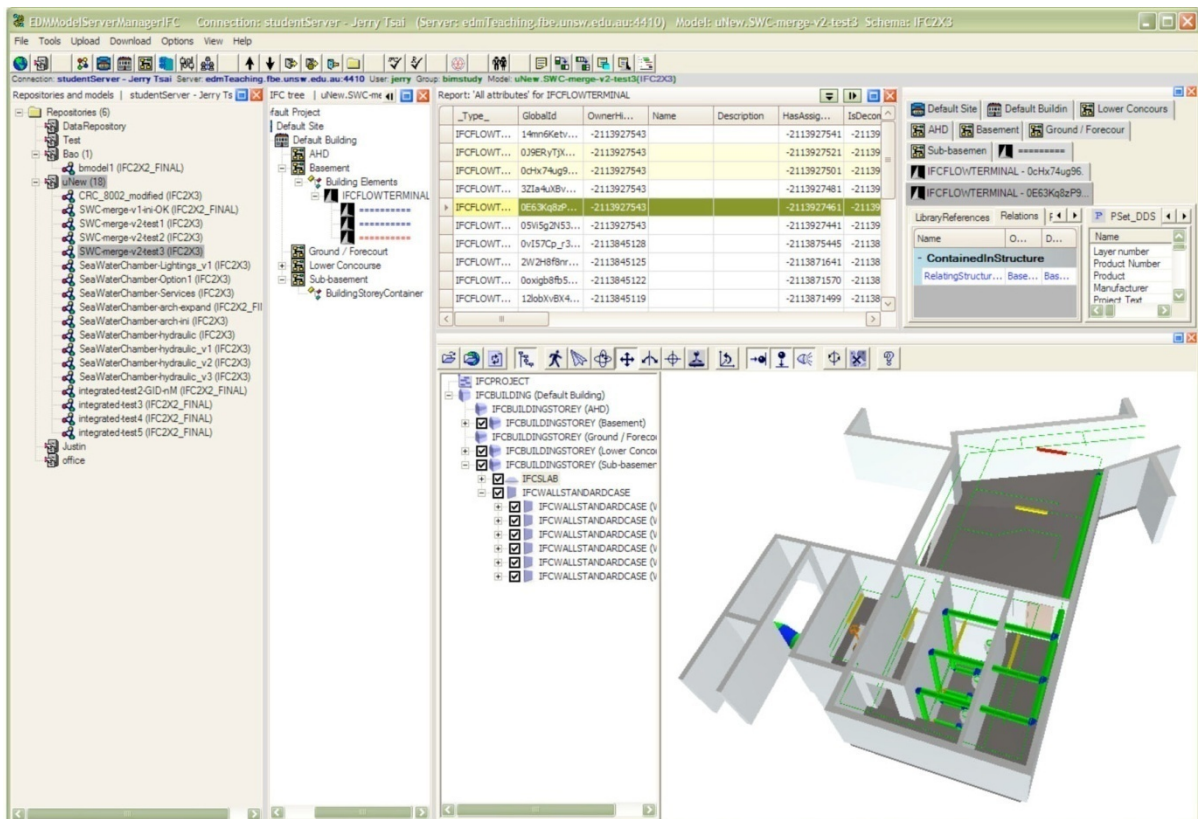 EDMModelServerManagerIFC Connection: studentServer - Jerry Tsai (Server: edmTeaching.fbe.unsw.edu.au:4410) Model: uNew.SWC-merge-v2-test3 Schema: IFC2X3
File Tools Upload Download Options View Help
Connection: studentServer - Jerry Tsai Server: edmTeaching.fbe.unsw.edu.au:4410 User: jerry Group: bimstudy Model: uNew.SWC-merge-v2-test3(IFC2X3)
Repositories and models | studentServer - Jerry Ts
Repositories (6)
DataRepository
Test
Bao (1)
bmodel1 (IFC2X2_FINAL)
uNew (18)
CRC_8002_modified (IFC2X3)
SWC-merge-v1-ini-OK (IFC2X2_FINAL)
SWC-merge-v2-test1 (IFC2X3)
SWC-merge-v2-test2 (IFC2X3)
SWC-merge-v2-test3 (IFC2X3)
SeaWaterChamber-Lightings_v1 (IFC2X3)
SeaWaterChamber-Option1 (IFC2X3)
SeaWaterChamber-Services (IFC2X3)
SeaWaterChamber-arch-expand (IFC2X2_FI
SeaWaterChamber-arch-ini (IFC2X3)
SeaWaterChamber-hydraulic (IFC2X3)
SeaWaterChamber-hydraulic_v1 (IFC2X3)
SeaWaterChamber-hydraulic_v2 (IFC2X3)
SeaWaterChamber-hydraulic_v3 (IFC2X3)
integrated-test2-GID-nM (IFC2X2_FINAL)
integrated-test3 (IFC2X2_FINAL)
integrated-test4 (IFC2X2_FINAL)
integrated-test5 (IFC2X2_FINAL)
Justin
office
IFC tree | uNew.SWC-me
fault Project
Default Site
Default Building
AHD
Basement
Building Elements
IFCFLOWTERMINAL
=========
=========
=========
Ground / Forecourt
Lower Concourse
Sub-basement
BuildingStoreyContainer
Report: 'All attributes' for IFCFLOWTERMINAL
_Type_ GlobalId OwnerHi... Name Description HasAssig... IsDecon
IFCFLOWT... 14mn6Ketv... -2113927543 -2113927541 -21139
IFCFLOWT... 0J9ERyTjX... -2113927543 -2113927521 -21139
IFCFLOWT... 0cHx74ug9... -2113927543 -2113927501 -21139
IFCFLOWT... 3ZIa4uXBv... -2113927543 -2113927481 -21139
IFCFLOWT... 0E63Kq8zP... -2113927543 -2113927461 -21139
IFCFLOWT... 05Vi5g2N53... -2113927543 -2113927441 -21139
IFCFLOWT... 0vI57Cp_r3... -2113845128 -2113875445 -21138
IFCFLOWT... 2W2H8f8nr... -2113845125 -2113871641 -21138
IFCFLOWT... 0oxigb8fb5... -2113845122 -2113871570 -21138
IFCFLOWT... 12lobXvBX4... -2113845119 -2113871499 -21138
Default Site Default Buildin Lower Concours
AHD Basement Ground / Forecour
Sub-basemen =========
IFCFLOWTERMINAL - 0cHx74ug96.
IFCFLOWTERMINAL - 0E63Kq8zP9...
LibraryReferences Relations
Name O... D...
- ContainedInStructure
RelatingStructur... Base... Bas...
PSet_DDS
Name
Layer number
Product Number
Product
Manufacturer
Project Text
IFCPROJECT
IFCBUILDING (Default Building)
IFCBUILDINGSTOREY (AHD)
IFCBUILDINGSTOREY (Basement)
IFCBUILDINGSTOREY (Ground / Foreco
IFCBUILDINGSTOREY (Lower Conco
IFCBUILDINGSTOREY (Sub-basemen
IFCSLAB
IFCWALLSTANDARDCASE
IFCWALLSTANDARDCASE (V
IFCWALLSTANDARDCASE (V
IFCWALLSTANDARDCASE (V
IFCWALLSTANDARDCASE (V
IFCWALLSTANDARDCASE (V
IFCWALLSTANDARDCASE (V